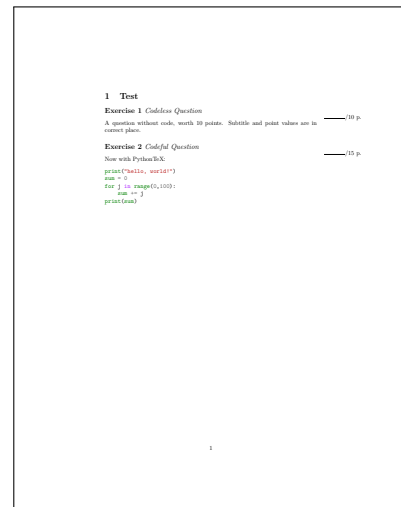 1 Test
Exercise 1 Codeless Question
___/10 p.
A question without code, worth 10 points. Subtitle and point values are in
correct place.
Exercise 2 Codeful Question
___/15 p.
Now with PythonTeX:
print("hello, world!")
sum = 0
for j in range(0,100):
    sum += j
print(sum)
1